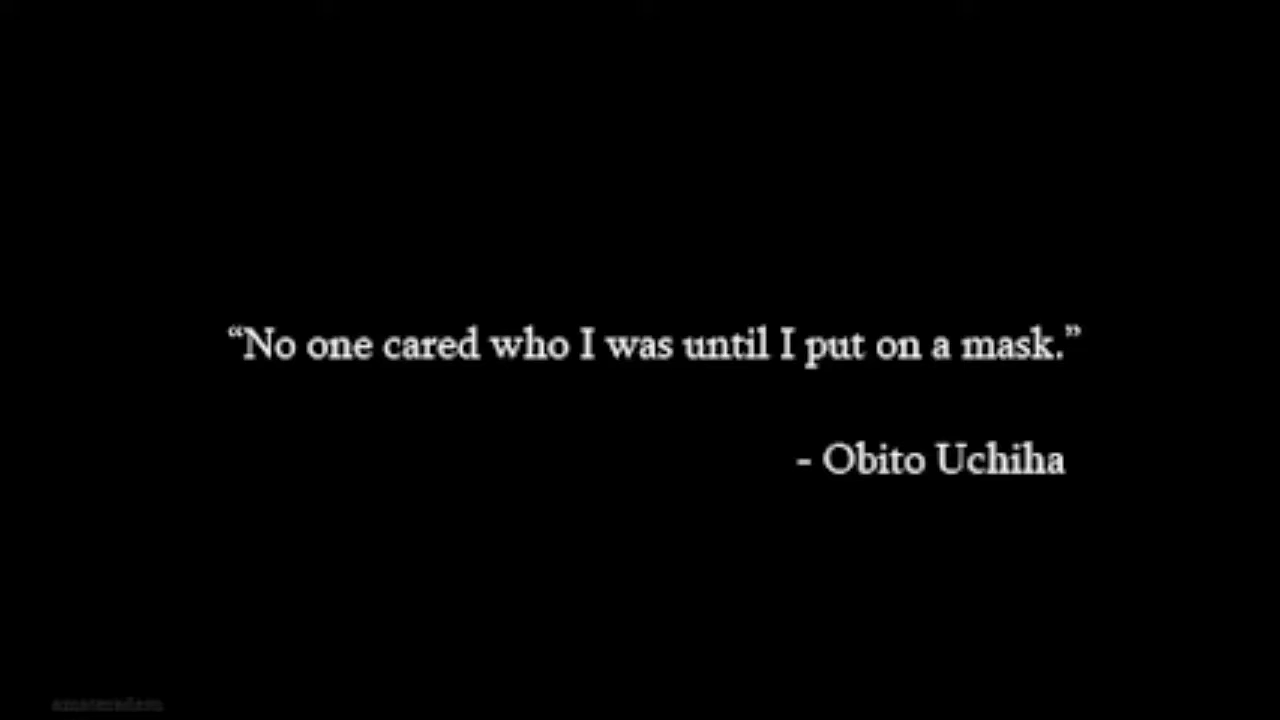 “No one cared who I was until I put on a mask.”
- Obito Uchiha